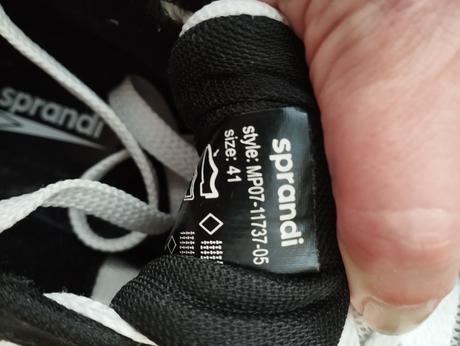 sprandi
sprandi
style: MP07-11737-05
size: 41